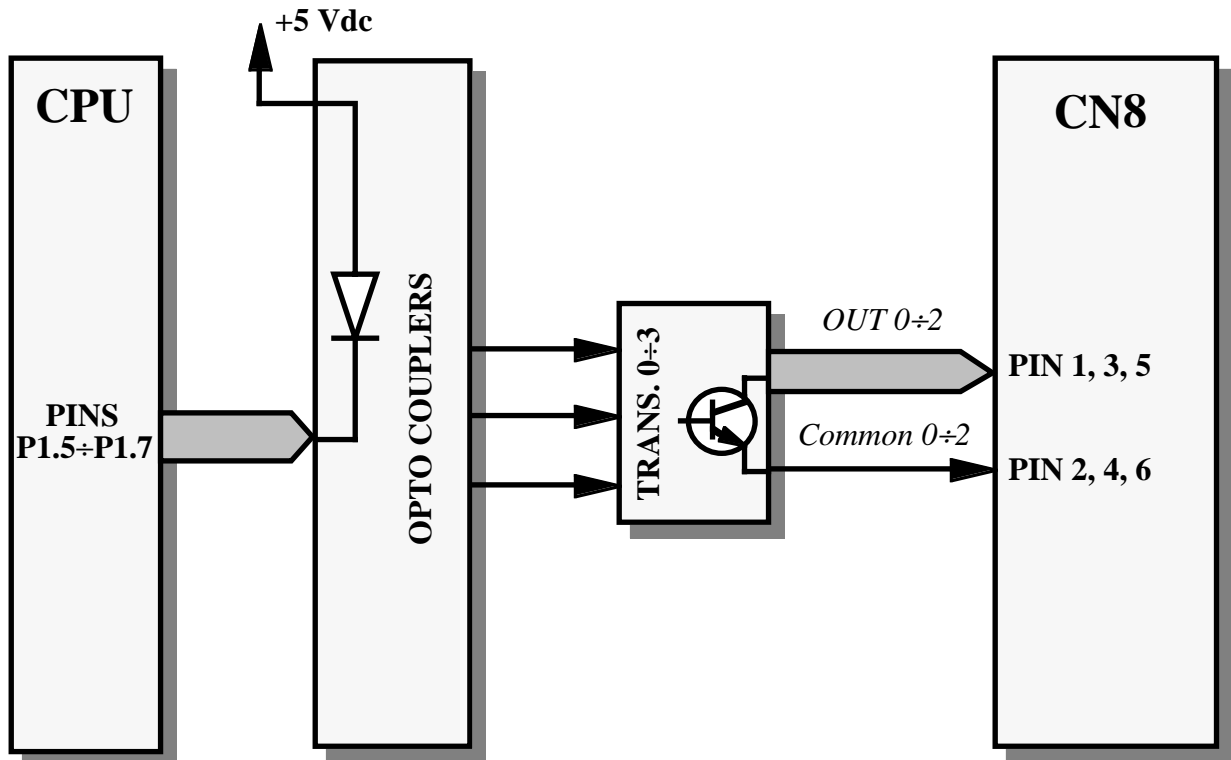 +5 Vdc
CPU
CN8
OPTO COUPLERS
TRANS. 0÷3
OUT 0÷2
PIN 1, 3, 5
PINS
P1.5÷P1.7
Common 0÷2
PIN 2, 4, 6